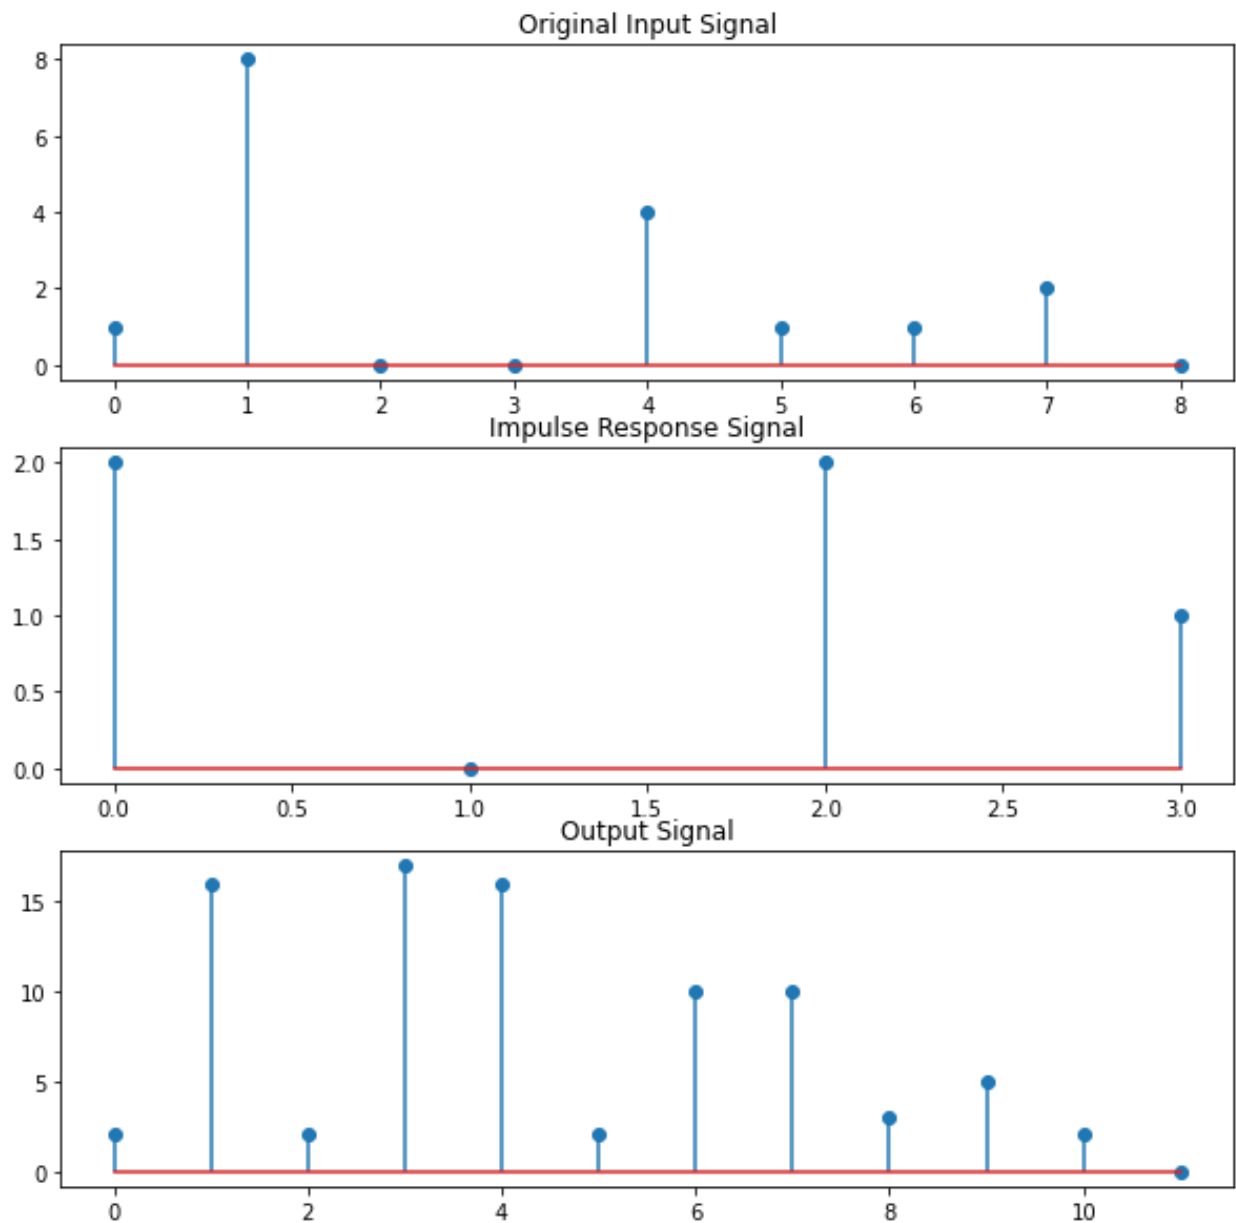 Original Input Signal
8
6
4
2
0
0 1 2 3 4 5 6 7 8
Impulse Response Signal
2.0
1.5
1.0
0.5
0.0
0.0 0.5 1.0 1.5 2.0 2.5 3.0
Output Signal
15
10
5
0
0 2 4 6 8 10